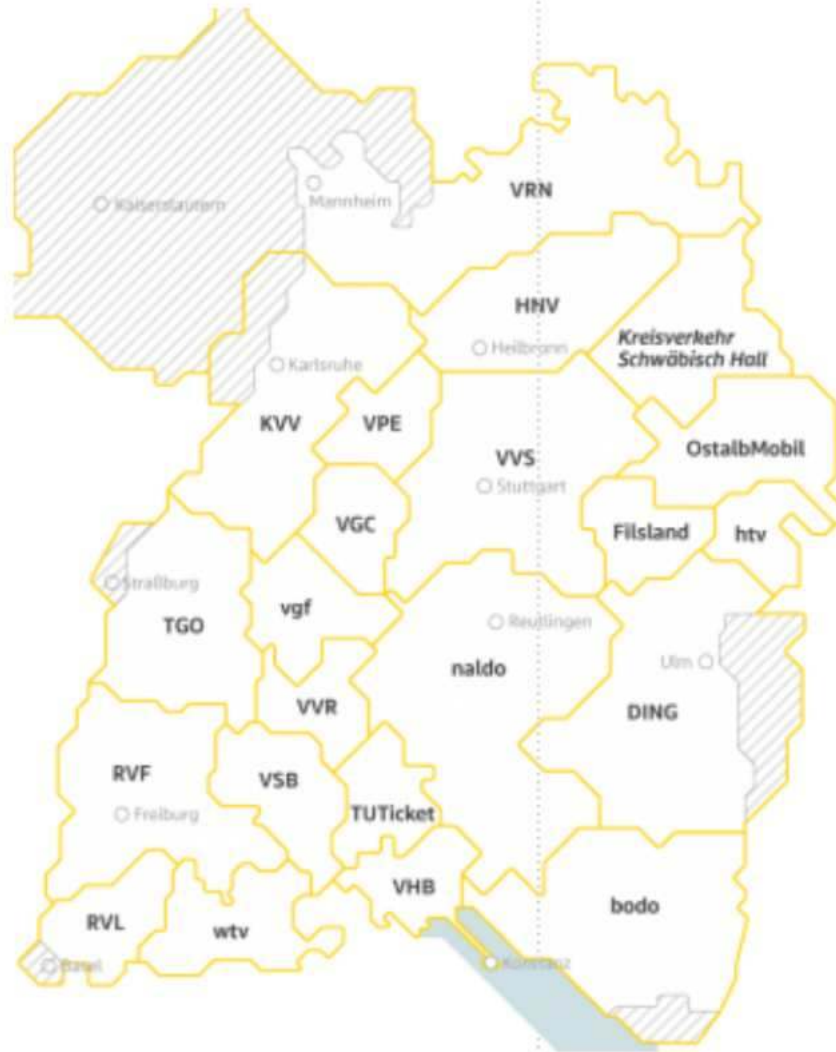 VRN
Kaiserslautern
Mannheim
HNV
Kreisverkehr
Schwäbisch Hall
Heilbronn
Karlsruhe
KVV
VPE
VVS
OstalbMobil
Stuttgart
VGC
Filsland
htv
Straßburg
vgf
TGO
Reutlingen
Ulm
naldo
VVR
DING
RVF
VSB
Freiburg
TUTicket
VHB
bodo
RVL
wtv
Basel
Konstanz